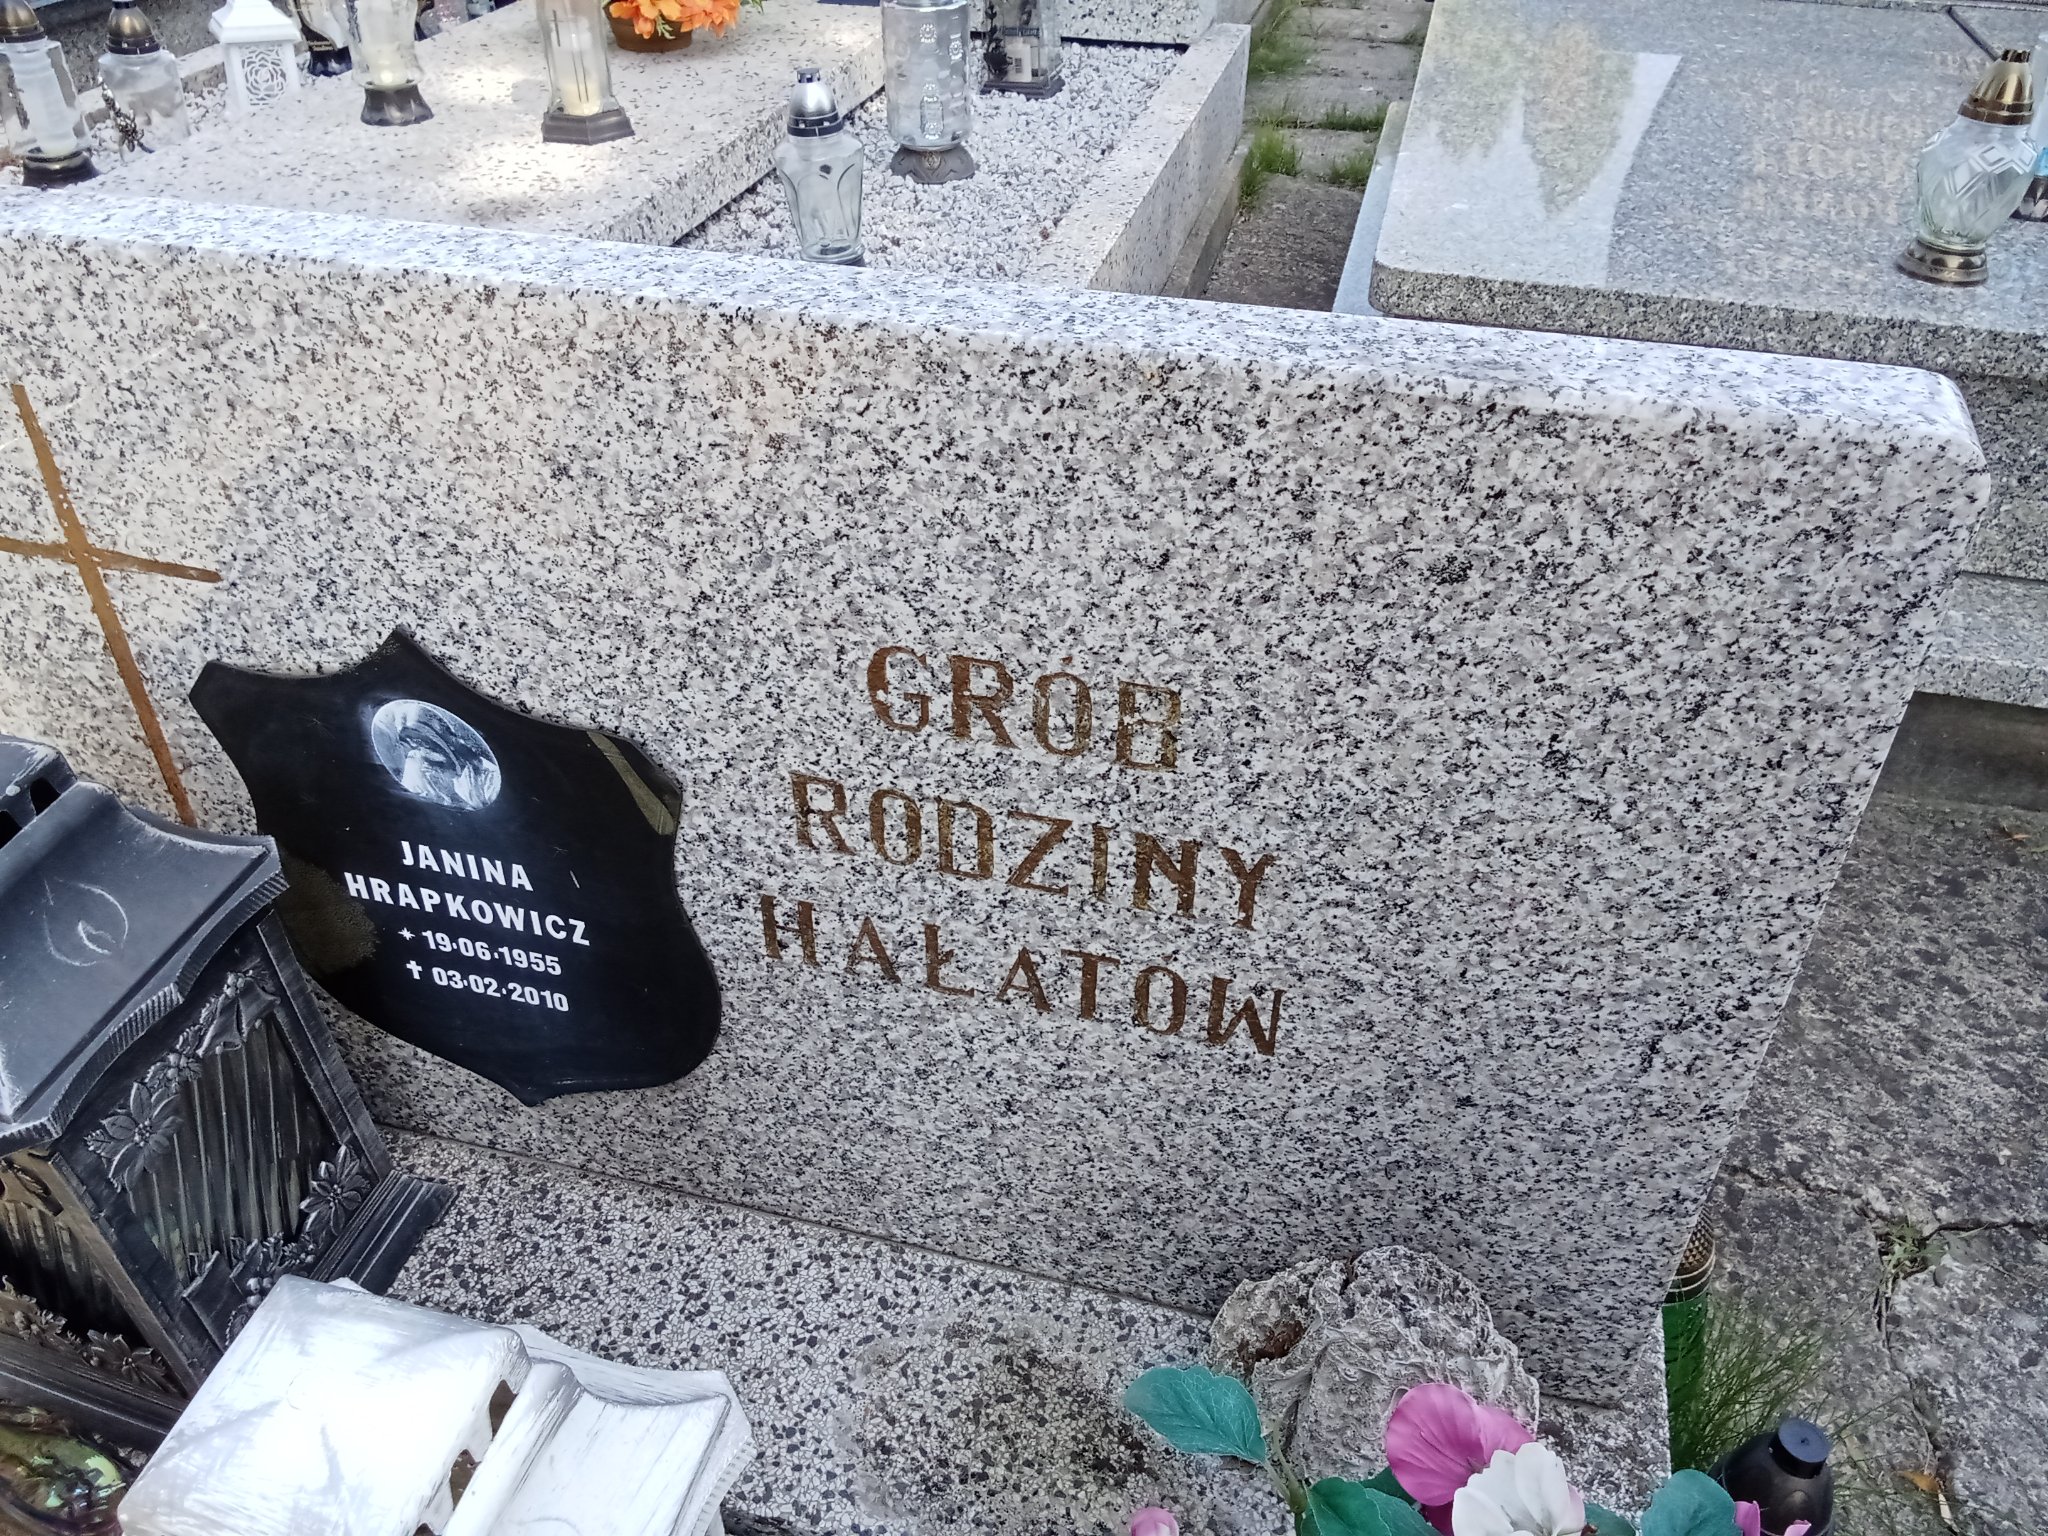 JANINA
HRAPKOWICZ
* 19.06.1955
✝ 03.02.2010
GRÓB
RODZINY
HAŁATÓW